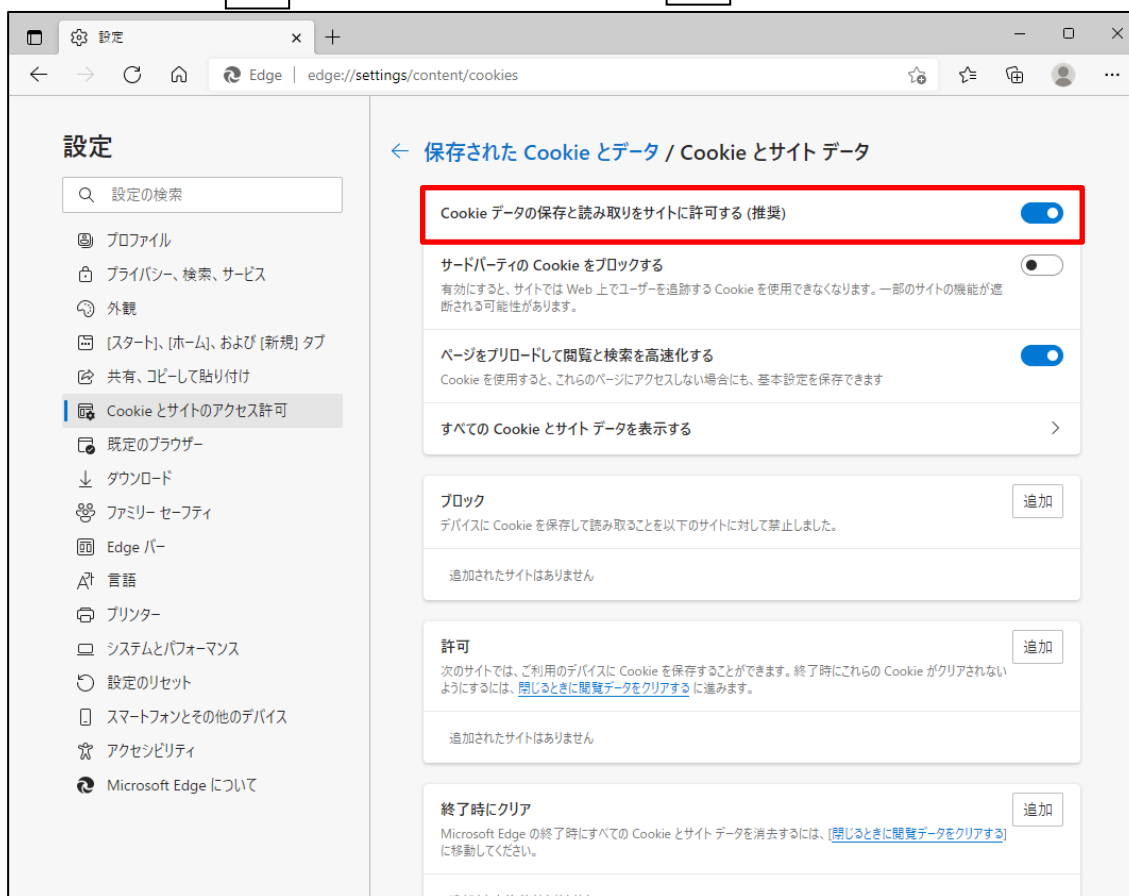 設定
Edge | edge://settings/content/cookies
設定
設定の検索
プロファイル
プライバシー、検索、サービス
外観
[スタート]、[ホーム]、および [新規] タブ
共有、コピーして貼り付け
Cookie とサイトのアクセス許可
既定のブラウザー
ダウンロード
ファミリー セーフティ
Edge バー
言語
プリンター
システムとパフォーマンス
設定のリセット
スマートフォンとその他のデバイス
アクセシビリティ
Microsoft Edge について
保存された Cookie とデータ / Cookie とサイト データ
Cookie データの保存と読み取りをサイトに許可する (推奨)
サードパーティの Cookie をブロックする
有効にすると、サイトでは Web 上でユーザーを追跡する Cookie を使用できなくなります。一部のサイトの機能が遮
断される可能性があります。
ページをプリロードして閲覧と検索を高速化する
Cookie を使用すると、これらのページにアクセスしない場合にも、基本設定を保存できます
すべての Cookie とサイト データを表示する
ブロック
追加
デバイスに Cookie を保存して読み取ることを以下のサイトに対して禁止しました。
追加されたサイトはありません
許可
追加
次のサイトでは、ご利用のデバイスに Cookie を保存することができます。終了時にこれらの Cookie がクリアされない
ようにするには、閉じるときに閲覧データをクリアする に進みます。
追加されたサイトはありません
終了時にクリア
追加
Microsoft Edge の終了時にすべての Cookie とサイト データを消去するには、[閉じるときに閲覧データをクリアする]
に移動してください。